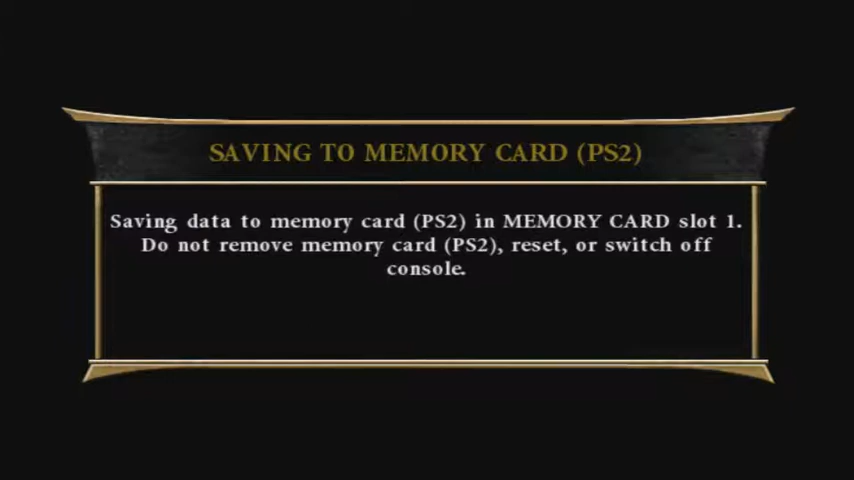 SAVING TO MEMORY CARD (PS2)
Saving data to memory card (PS2) in MEMORY CARD slot 1.
Do not remove memory card (PS2), reset, or switch off
console.